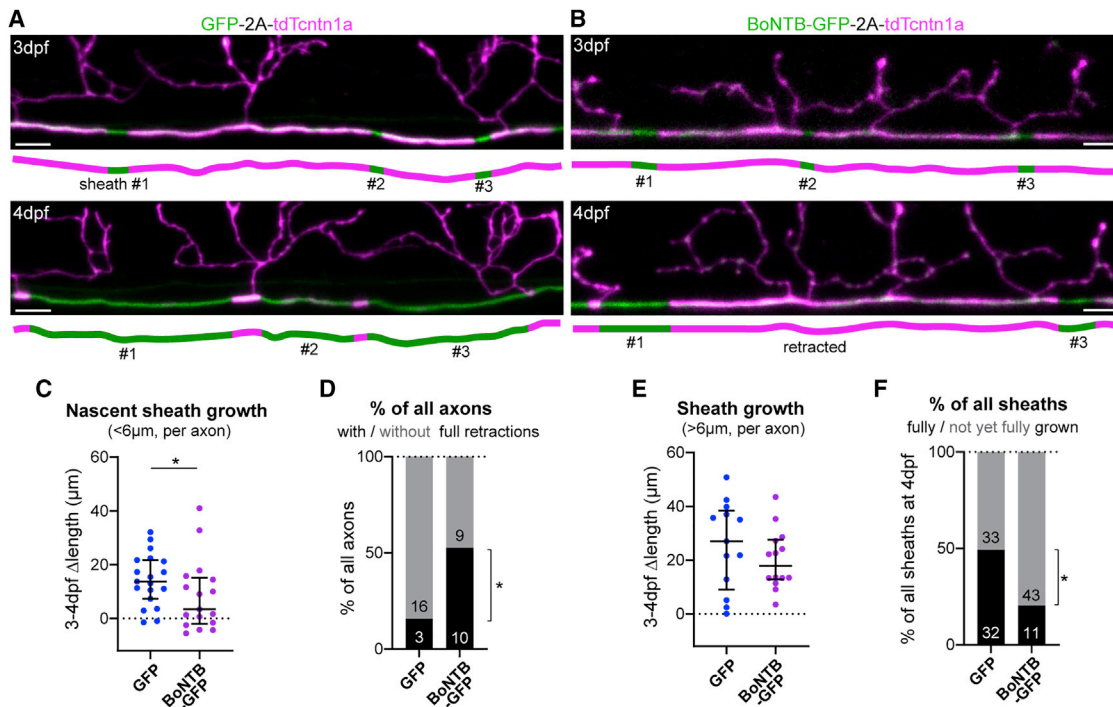 A
GFP-2A-tdTcntn1a
3dpf
sheath #1
#2
#3
4dpf
#1
#2
#3
B
BoNTB-GFP-2A-tdTcntn1a
3dpf
#1
#2
#3
4dpf
#1
retracted
#3
C
Nascent sheath growth
(<6µm, per axon)
*
3-4dpf Δlength (µm)
60
40
20
0
GFP
BoNTB
-GFP
D
% of all axons
with / without full retractions
% of all axons
100
50
0
16
3
9
10
*
GFP
BoNTB
-GFP
E
Sheath growth
(>6µm, per axon)
3-4dpf Δlength (µm)
60
40
20
0
GFP
BoNTB
-GFP
F
% of all sheaths
fully / not yet fully grown
% of all sheaths at 4dpf
100
50
0
33
32
43
11
*
GFP
BoNTB
-GFP